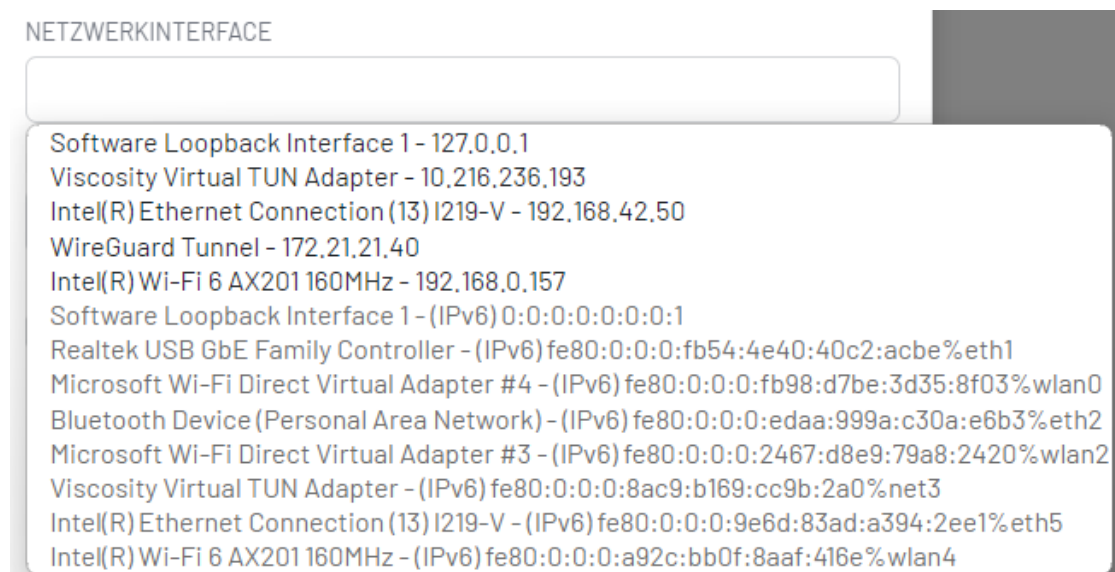 NETZWERKINTERFACE
Software Loopback Interface 1 - 127.0.0.1
Viscosity Virtual TUN Adapter - 10.216.236.193
Intel(R) Ethernet Connection (13) I219-V - 192.168.42.50
WireGuard Tunnel - 172.21.21.40
Intel(R) Wi-Fi 6 AX201 160MHz - 192.168.0.157
Software Loopback Interface 1 - (IPv6) 0:0:0:0:0:0:0:1
Realtek USB GbE Family Controller - (IPv6) fe80:0:0:0:fb54:4e40:40c2:acbe%eth1
Microsoft Wi-Fi Direct Virtual Adapter #4 - (IPv6) fe80:0:0:0:fb98:d7be:3d35:8f03%wlan0
Bluetooth Device (Personal Area Network) - (IPv6) fe80:0:0:0:edaa:999a:c30a:e6b3%eth2
Microsoft Wi-Fi Direct Virtual Adapter #3 - (IPv6) fe80:0:0:0:2467:d8e9:79a8:2420%wlan2
Viscosity Virtual TUN Adapter - (IPv6) fe80:0:0:0:8ac9:b169:cc9b:2a0%net3
Intel(R) Ethernet Connection (13) I219-V - (IPv6) fe80:0:0:0:9e6d:83ad:a394:2ee1%eth5
Intel(R) Wi-Fi 6 AX201 160MHz - (IPv6) fe80:0:0:0:a92c:bb0f:8aaf:416e%wlan4